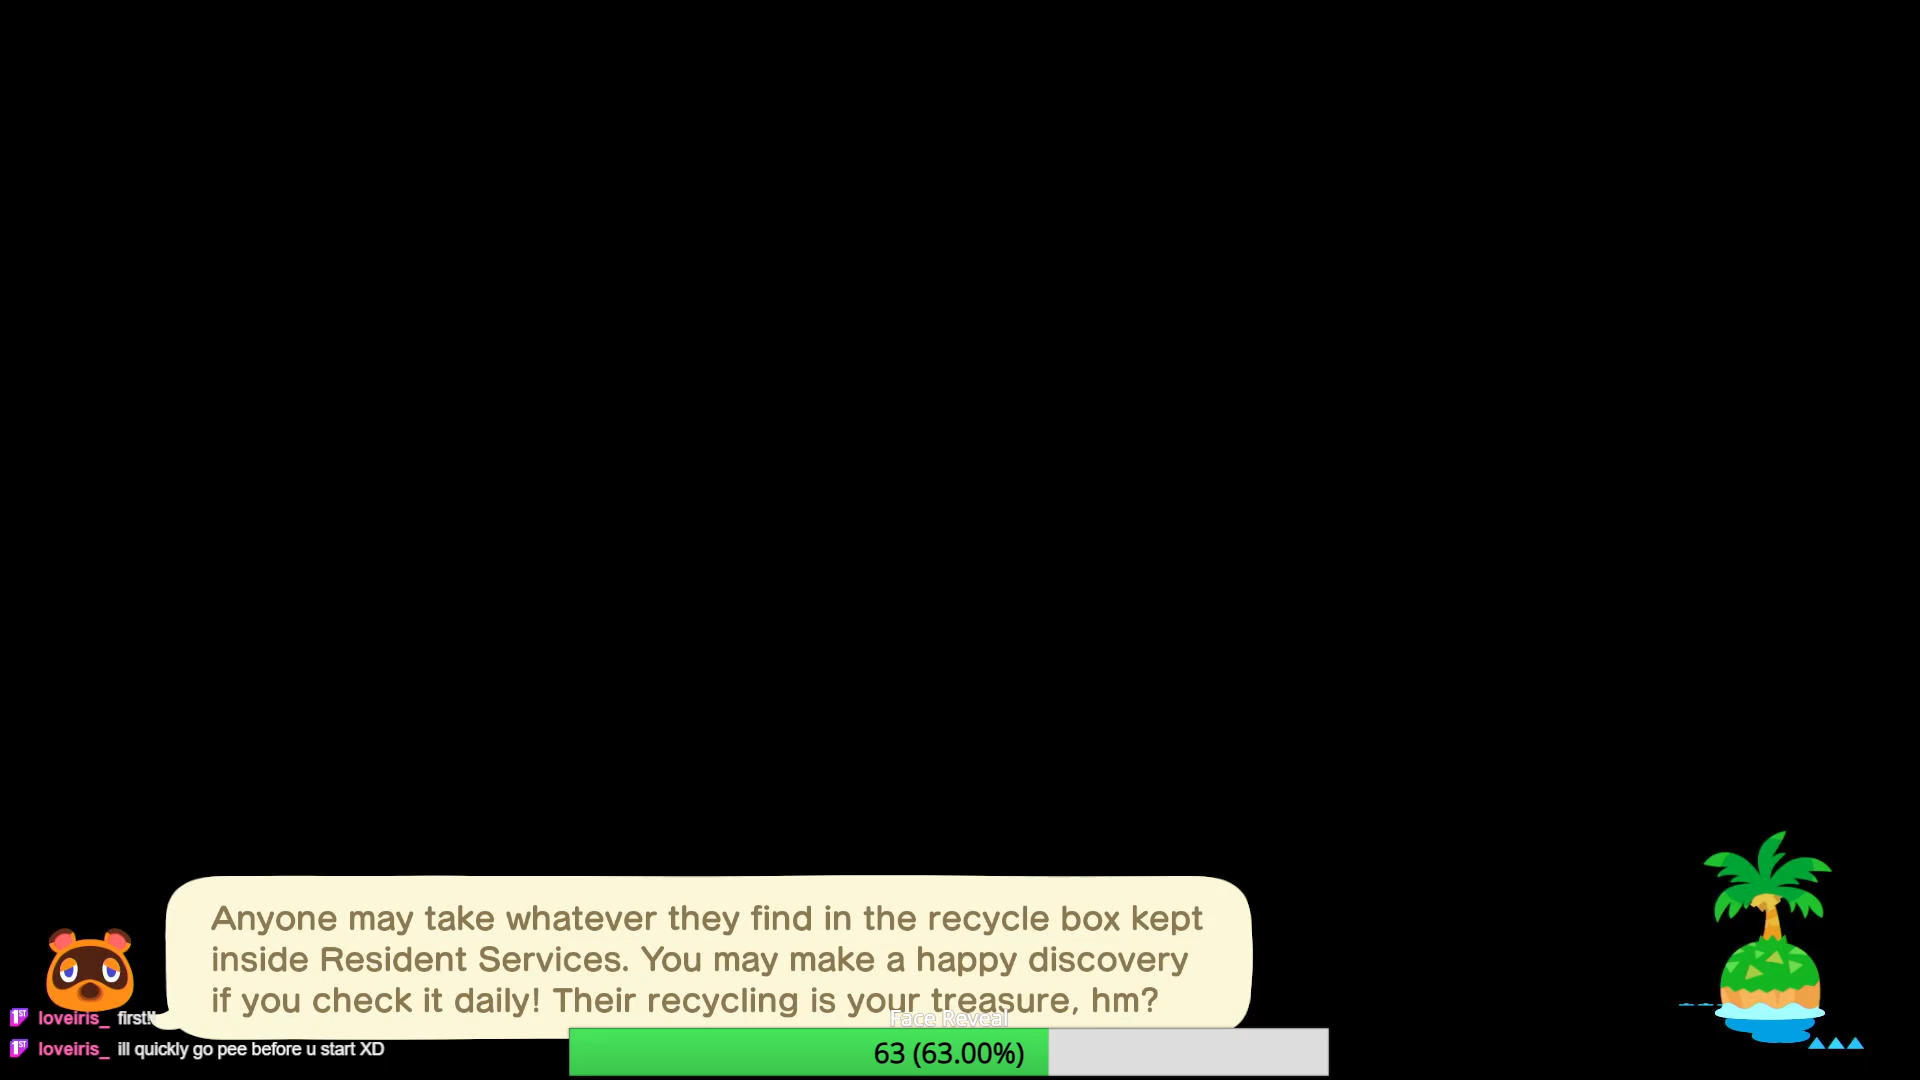 Anyone may take whatever they find in the recycle box kept
inside Resident Services. You may make a happy discovery
if you check it daily! Their recycling is your treasure, hm?
Face Reveal
63 (63.00%)
1ST loveiris_ first!!
1ST loveiris_ ill quickly go pee before u start XD